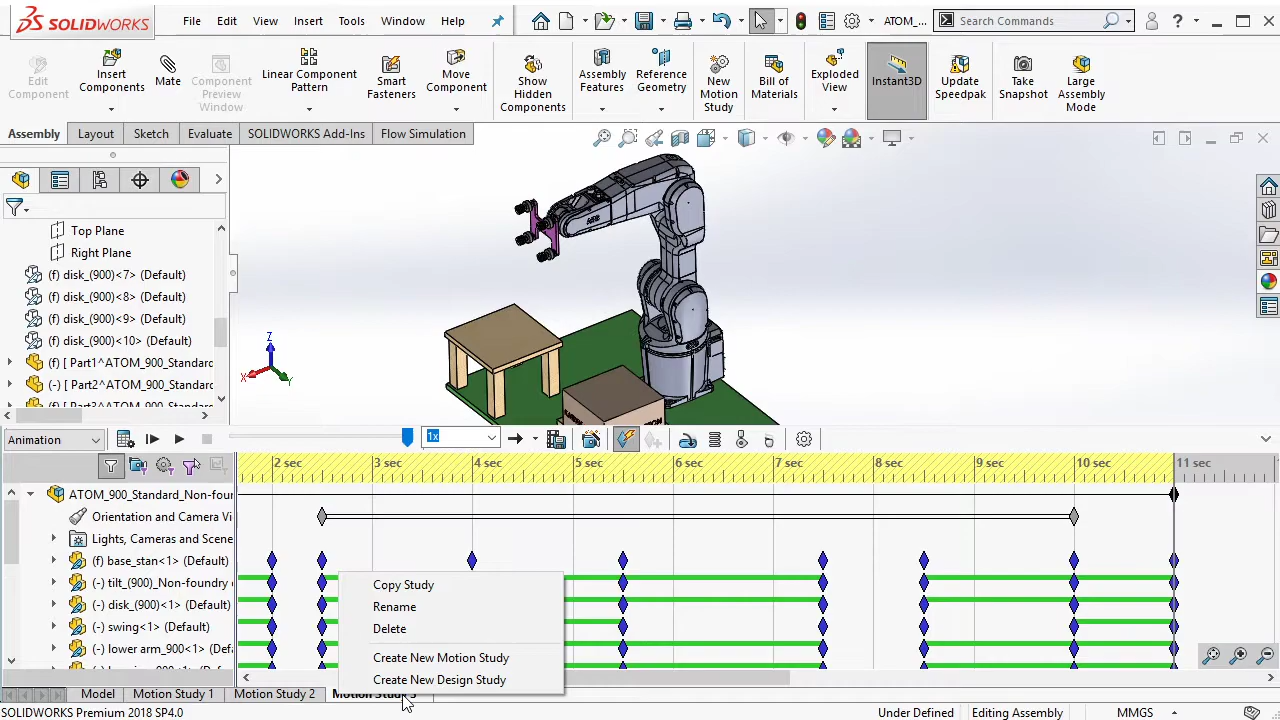 SOLIDWORKS File Edit View Insert Tools Window Help ATOM_... Search Commands ?
Edit Component
Insert Components
Mate
Component Preview Window
Linear Component Pattern
Smart Fasteners
Move Component
Show Hidden Components
Assembly Features
Reference Geometry
New Motion Study
Bill of Materials
Exploded View
Instant3D
Update Speedpak
Take Snapshot
Large Assembly Mode
Assembly Layout Sketch Evaluate SOLIDWORKS Add-Ins Flow Simulation
Top Plane
Right Plane
(f) disk_(900)<7> (Default)
(f) disk_(900)<8> (Default)
(f) disk_(900)<9> (Default)
(f) disk_(900)<10> (Default)
(f) [ Part1^ATOM_900_Standard
(-) [ Part2^ATOM_900_Standard
Z
X Y
Animation 1x
2 sec 3 sec 4 sec 5 sec 6 sec 7 sec 8 sec 9 sec 10 sec 11 sec
ATOM_900_Standard_Non-foun
Orientation and Camera Vi
Lights, Cameras and Scene
(f) base_stan<1> (Default)
(-) tilt_(900)_Non-foundry
(-) disk_(900)<1> (Default)
(-) swing<1> (Default)
(-) lower arm_900<1> (Def
Copy Study
Rename
Delete
Create New Motion Study
Create New Design Study
Model Motion Study 1 Motion Study 2 Motion Study 3
SOLIDWORKS Premium 2018 SP4.0 Under Defined Editing Assembly MMGS